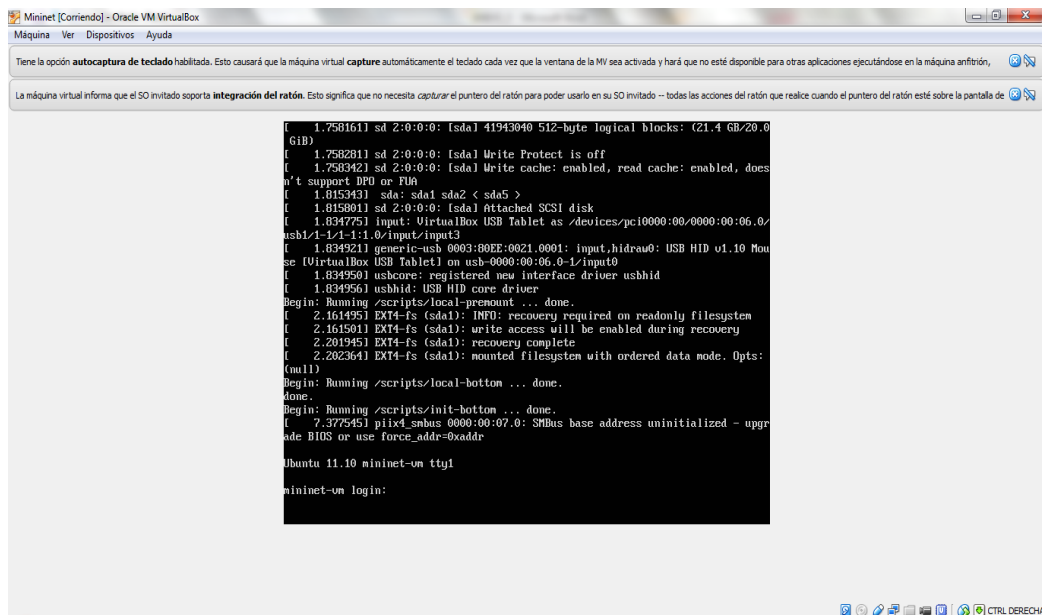 Mininet [Corriendo] - Oracle VM VirtualBox
Máquina Ver Dispositivos Ayuda
Tiene la opción autocaptura de teclado habilitada. Esto causará que la máquina virtual capture automáticamente el teclado cada vez que la ventana de la MV sea activada y hará que no esté disponible para otras aplicaciones ejecutándose en la máquina anfitrión,
La máquina virtual informa que el SO invitado soporta integración del ratón. Esto significa que no necesita capturar el puntero del ratón para poder usarlo en su SO invitado -- todas las acciones del ratón que realice cuando el puntero del ratón esté sobre la pantalla de
[ 1.758161] sd 2:0:0:0: [sda] 41943040 512-byte logical blocks: (21.4 GB/20.0
GiB)
[ 1.758281] sd 2:0:0:0: [sda] Write Protect is off
[ 1.758342] sd 2:0:0:0: [sda] Write cache: enabled, read cache: enabled, does
n't support DPO or FUA
[ 1.815343] sda: sda1 sda2 < sda5 >
[ 1.815801] sd 2:0:0:0: [sda] Attached SCSI disk
[ 1.834775] input: VirtualBox USB Tablet as /devices/pci0000:00/0000:00:06.0/
usb1/1-1/1-1:1.0/input/input3
[ 1.834921] generic-usb 0003:80EE:0021.0001: input,hidraw0: USB HID v1.10 Mou
se [VirtualBox USB Tablet] on usb-0000:00:06.0-1/input0
[ 1.834950] usbcore: registered new interface driver usbhid
[ 1.834956] usbhid: USB HID core driver
Begin: Running /scripts/local-premount ... done.
[ 2.161495] EXT4-fs (sda1): INFO: recovery required on readonly filesystem
[ 2.161501] EXT4-fs (sda1): write access will be enabled during recovery
[ 2.201945] EXT4-fs (sda1): recovery complete
[ 2.202364] EXT4-fs (sda1): mounted filesystem with ordered data mode. Opts:
(null)
Begin: Running /scripts/local-bottom ... done.
done.
Begin: Running /scripts/init-bottom ... done.
[ 7.377545] piix4_smbus 0000:00:07.0: SMBus base address uninitialized - upgr
ade BIOS or use force_addr=0xaddr
Ubuntu 11.10 mininet-vm tty1
mininet-vm login:
CTRL DERECHA